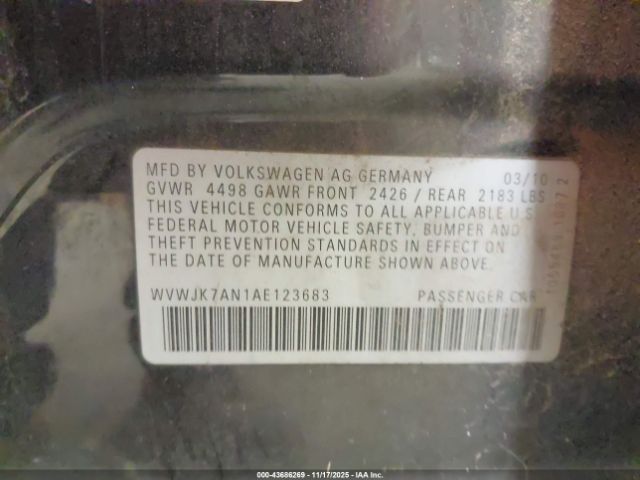 MFD BY VOLKSWAGEN AG GERMANY 03/10
GVWR 4498 GAWR FRONT 2426 / REAR 2183 LBS
THIS VEHICLE CONFORMS TO ALL APPLICABLE U.S.
FEDERAL MOTOR VEHICLE SAFETY, BUMPER AND
THEFT PREVENTION STANDARDS IN EFFECT ON
THE DATE OF MANUFACTURE SHOWN ABOVE.
WVWJK7AN1AE123683 PASSENGER CAR
000-43686269 - 11/17/2025 - IAA Inc.